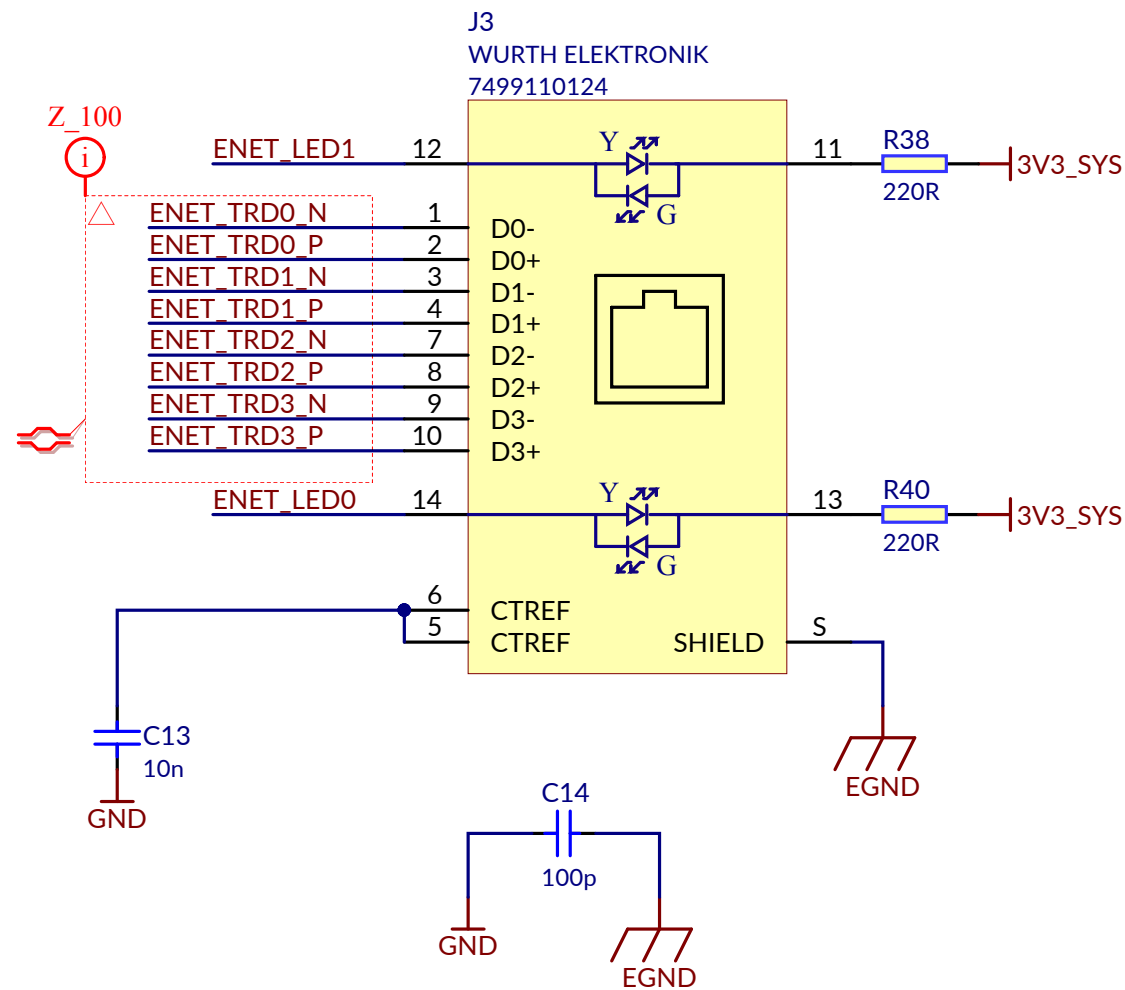 J3
WURTH ELEKTRONIK
7499110124
Z_100
i
ENET_LED1 12 Y G 11 R38 220R 3V3_SYS
ENET_TRD0_N 1 D0-
ENET_TRD0_P 2 D0+
ENET_TRD1_N 3 D1-
ENET_TRD1_P 4 D1+
ENET_TRD2_N 7 D2-
ENET_TRD2_P 8 D2+
ENET_TRD3_N 9 D3-
ENET_TRD3_P 10 D3+
ENET_LED0 14 Y G 13 R40 220R 3V3_SYS
6 CTREF
5 CTREF SHIELD S
C13
10n
GND
EGND
C14
100p
GND
EGND